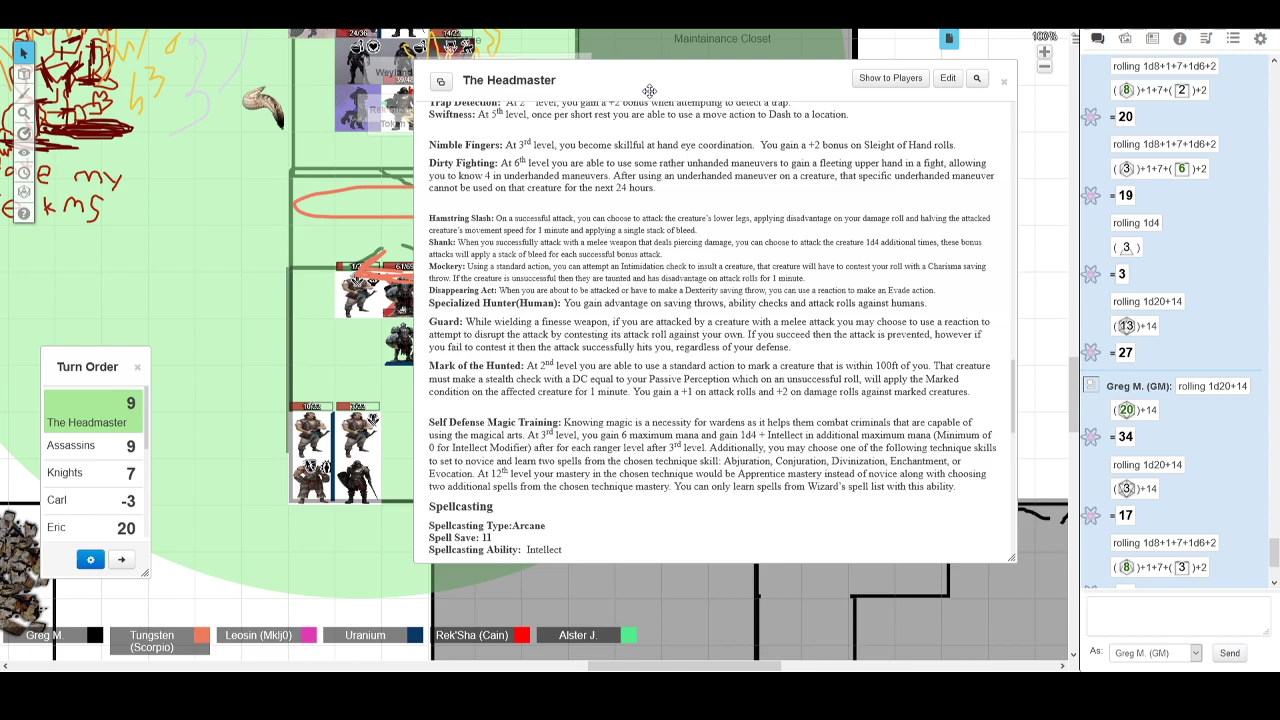 Maintainance Closet
100%
24/36
14/22
39/42
Weylan
The Headmaster
Show to Players
Edit
Trap Detection: At 2nd level, you gain a +2 bonus when attempting to detect a trap.
Swiftness: At 5th level, once per short rest you are able to use a move action to Dash to a location.
Nimble Fingers: At 3rd level, you become skillful at hand eye coordination. You gain a +2 bonus on Sleight of Hand rolls.
Dirty Fighting: At 6th level you are able to use some rather unhanded maneuvers to gain a fleeting upper hand in a fight, allowing
you to know 4 in underhanded maneuvers. After using an underhanded maneuver on a creature, that specific underhanded maneuver
cannot be used on that creature for the next 24 hours.
Hamstring Slash: On a successful attack, you can choose to attack the creature's lower legs, applying disadvantage on your damage roll and halving the attacked
creature's movement speed for 1 minute and applying a single stack of bleed.
Shank: When you successfully attack with a melee weapon that deals piercing damage, you can choose to attack the creature 1d4 additional times, these bonus
attacks will apply a stack of bleed for each successful bonus attack.
Mockery: Using a standard action, you can attempt an Intimidation check to insult a creature, that creature will have to contest your roll with a Charisma saving
throw. If the creature is unsuccessful then they are taunted and has disadvantage on attack rolls for 1 minute.
Disappearing Act: When you are about to be attacked or have to make a Dexterity saving throw, you can use a reaction to make an Evade action.
Specialized Hunter(Human): You gain advantage on saving throws, ability checks and attack rolls against humans.
Guard: While wielding a finesse weapon, if you are attacked by a creature with a melee attack you may choose to use a reaction to
attempt to disrupt the attack by contesting its attack roll against your own. If you succeed then the attack is prevented, however if
you fail to contest it then the attack successfully hits you, regardless of your defense.
Mark of the Hunted: At 2nd level you are able to use a standard action to mark a creature that is within 100ft of you. That creature
must make a stealth check with a DC equal to your Passive Perception which on an unsuccessful roll, will apply the Marked
condition on the affected creature for 1 minute. You gain a +1 on attack rolls and +2 on damage rolls against marked creatures.
Self Defense Magic Training: Knowing magic is a necessity for wardens as it helps them combat criminals that are capable of
using the magical arts. At 3rd level, you gain 6 maximum mana and gain 1d4 + Intellect in additional maximum mana (Minimum of
0 for Intellect Modifier) after for each ranger level after 3rd level. Additionally, you may choose one of the following technique skills
to set to novice and learn two spells from the chosen technique skill: Abjuration, Conjuration, Divinization, Enchantment, or
Evocation. At 12th level your mastery in the chosen technique would be Apprentice mastery instead of novice along with choosing
two additional spells from the chosen technique mastery. You can only learn spells from Wizard's spell list with this ability.
Spellcasting
Spellcasting Type:Arcane
Spell Save: 11
Spellcasting Ability: Intellect
my
Turn Order
9
The Headmaster
Assassins 9
Knights 7
Carl -3
Eric 20
Greg M.
Tungsten (Scorpio)
Leosin (Mklj0)
Uranium
Rek'Sha (Cain)
Alster J.
rolling 1d8+1+7+1d6+2
(8)+1+7+(2)+2
= 20
rolling 1d8+1+7+1d6+2
(3)+1+7+(6)+2
= 19
rolling 1d4
(3)
= 3
rolling 1d20+14
(13)+14
= 27
Greg M. (GM): rolling 1d20+14
(20)+14
= 34
rolling 1d20+14
(3)+14
= 17
rolling 1d8+1+7+1d6+2
(8)+1+7+(3)+2
As: Greg M. (GM) Send